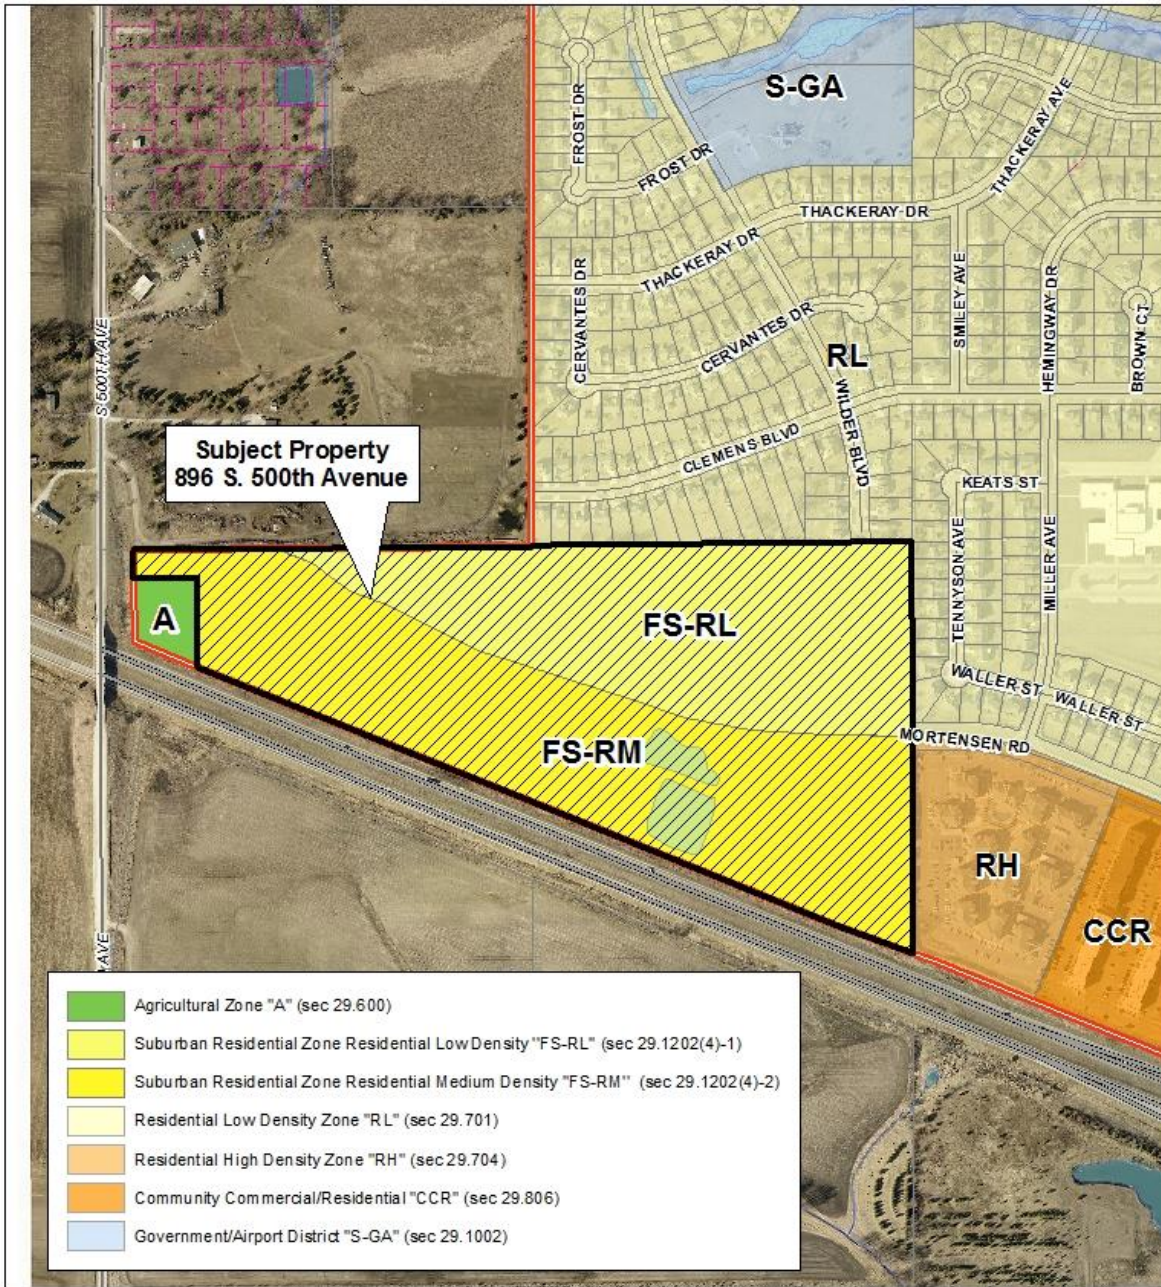 S-GA
FROST DR
FROST DR
THACKERAY AVE
THACKERAY DR
THACKERAY DR
CERVANTES DR
CERVANTES DR
SMILEY AVE
HEMINGWAY DR
BROWN CT
S 500TH AVE
RL
WILDER BLVD
CLEMENS BLVD
Subject Property
896 S. 500th Avenue
KEATS ST
TENNYSON AVE
MILLER AVE
A
FS-RL
WALLER ST
WALLER ST
MORTENSEN RD
FS-RM
RH
CCR
AVE
Agricultural Zone "A" (sec 29.600)
Suburban Residential Zone Residential Low Density "FS-RL" (sec 29.1202(4)-1)
Suburban Residential Zone Residential Medium Density "FS-RM" (sec 29.1202(4)-2)
Residential Low Density Zone "RL" (sec 29.701)
Residential High Density Zone "RH" (sec 29.704)
Community Commercial/Residential "CCR" (sec 29.806)
Government/Airport District "S-GA" (sec 29.1002)